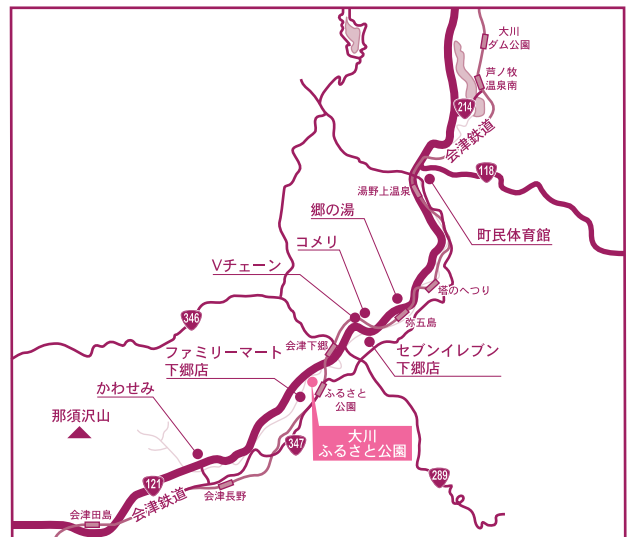 大川
ダム公園
芦ノ牧
温泉南
214
会津鉄道
118
湯野上温泉
郷の湯
町民体育館
コメリ
Vチェーン
塔のへつり
346
弥五島
会津下郷
ファミリーマート
下郷店
セブンイレブン
下郷店
かわせみ
ふるさと
公園
那須沢山
大川
ふるさと公園
347
289
121
会津鉄道
会津長野
会津田島